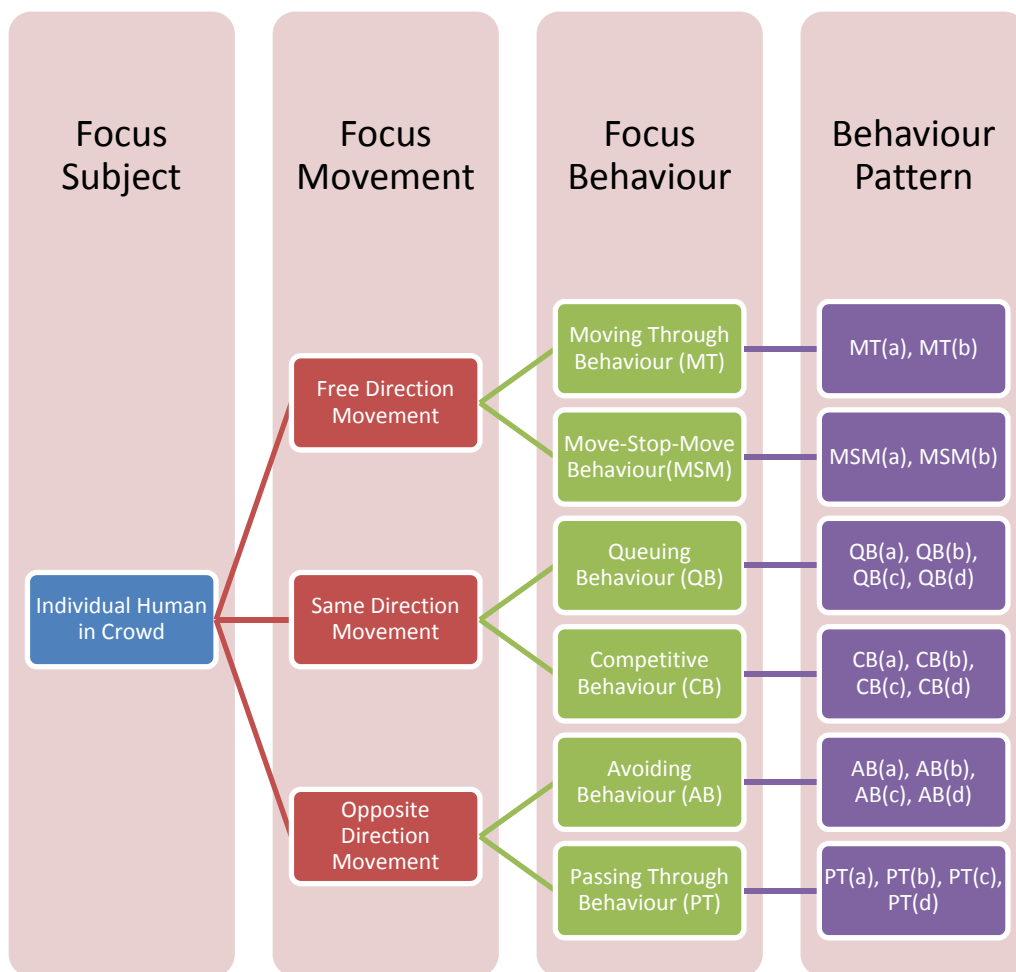 Focus
Subject
Focus
Movement
Focus
Behaviour
Behaviour
Pattern
Individual Human
in Crowd
Free Direction
Movement
Same Direction
Movement
Opposite
Direction
Movement
Moving Through
Behaviour (MT)
Move-Stop-Move
Behaviour(MSM)
Queuing
Behaviour (QB)
Competitive
Behaviour (CB)
Avoiding
Behaviour (AB)
Passing Through
Behaviour (PT)
MT(a), MT(b)
MSM(a), MSM(b)
QB(a), QB(b),
QB(c), QB(d)
CB(a), CB(b),
CB(c), CB(d)
AB(a), AB(b),
AB(c), AB(d)
PT(a), PT(b), PT(c),
PT(d)